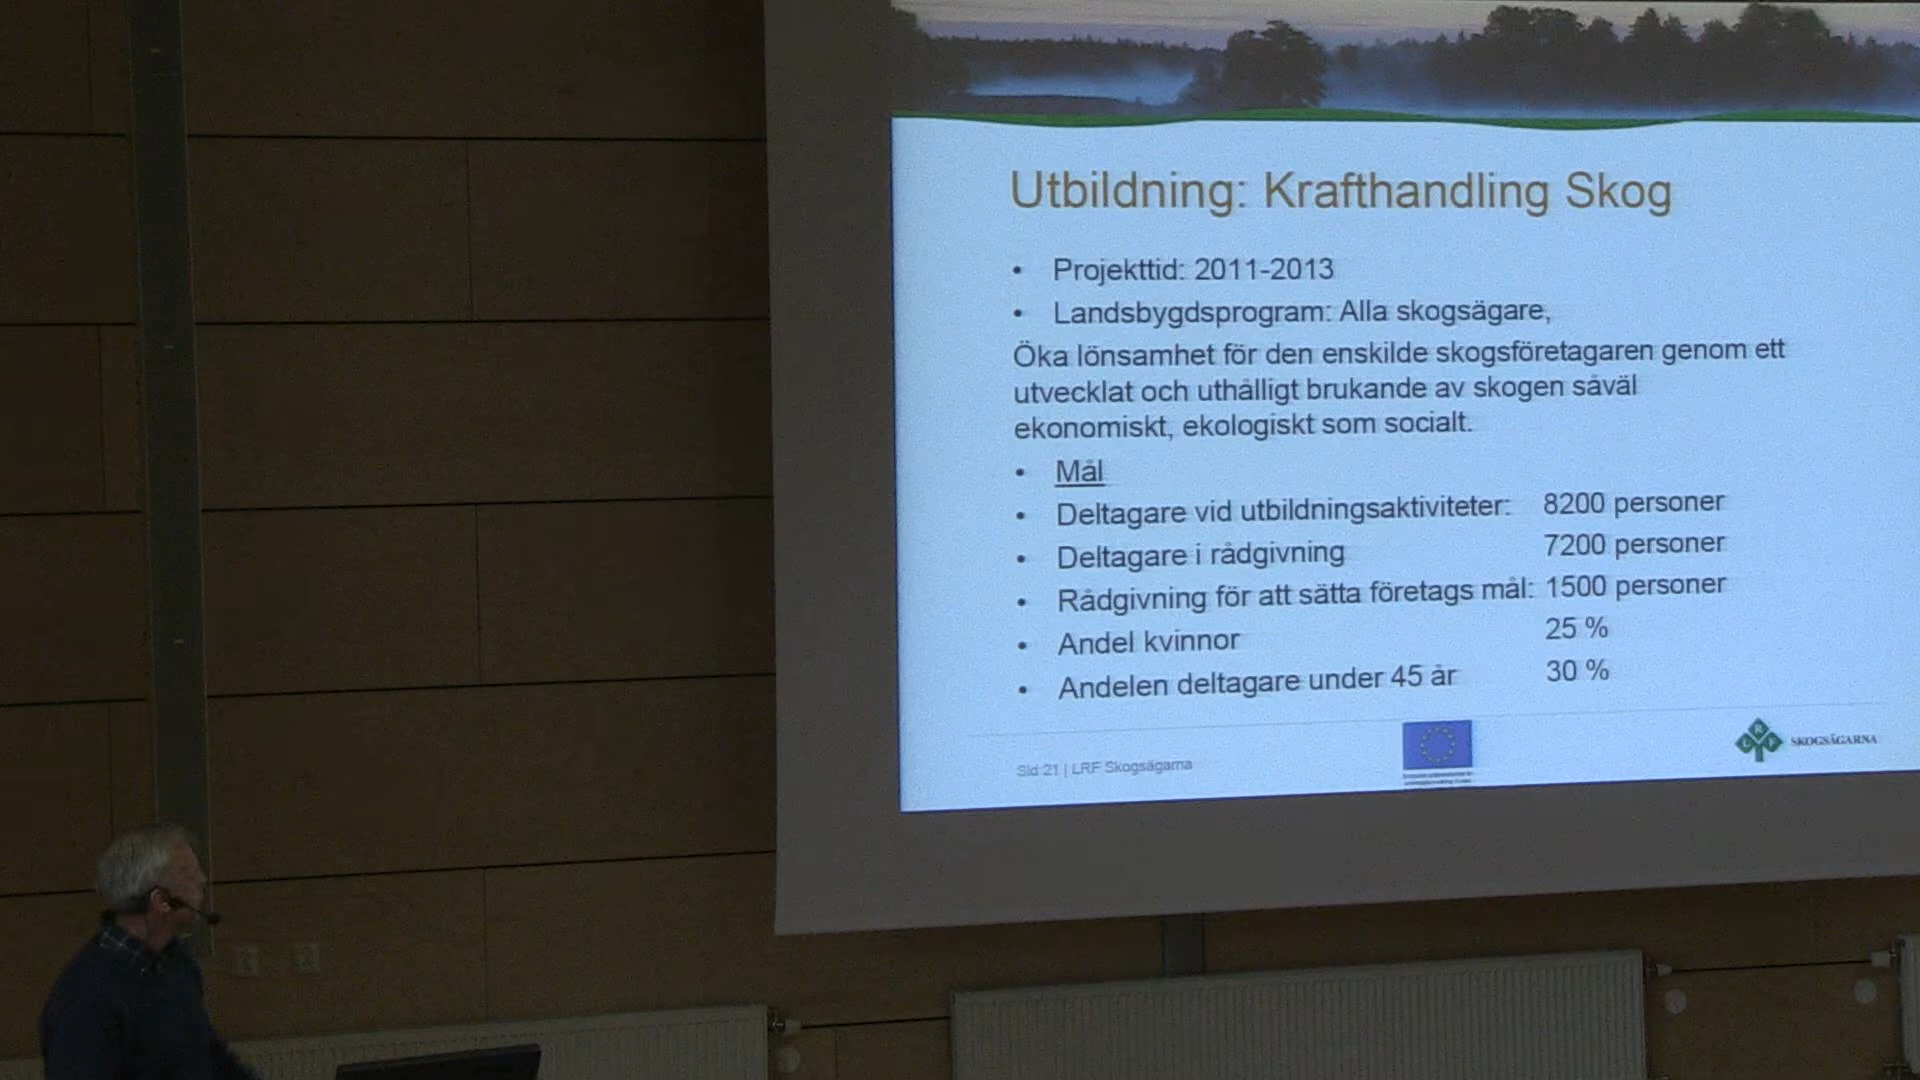 Utbildning: Krafthandling Skog
• Projekttid: 2011-2013
• Landsbygdsprogram: Alla skogsägare,
Öka lönsamhet för den enskilde skogsföretagaren genom ett
utvecklat och uthålligt brukande av skogen såväl
ekonomiskt, ekologiskt som socialt.
• Mål
• Deltagare vid utbildningsaktiviteter: 8200 personer
• Deltagare i rådgivning 7200 personer
• Rådgivning för att sätta företags mål: 1500 personer
• Andel kvinnor 25 %
• Andelen deltagare under 45 år 30 %
Sid 21 | LRF Skogsägarna
LRF SKOGSÄGARNA